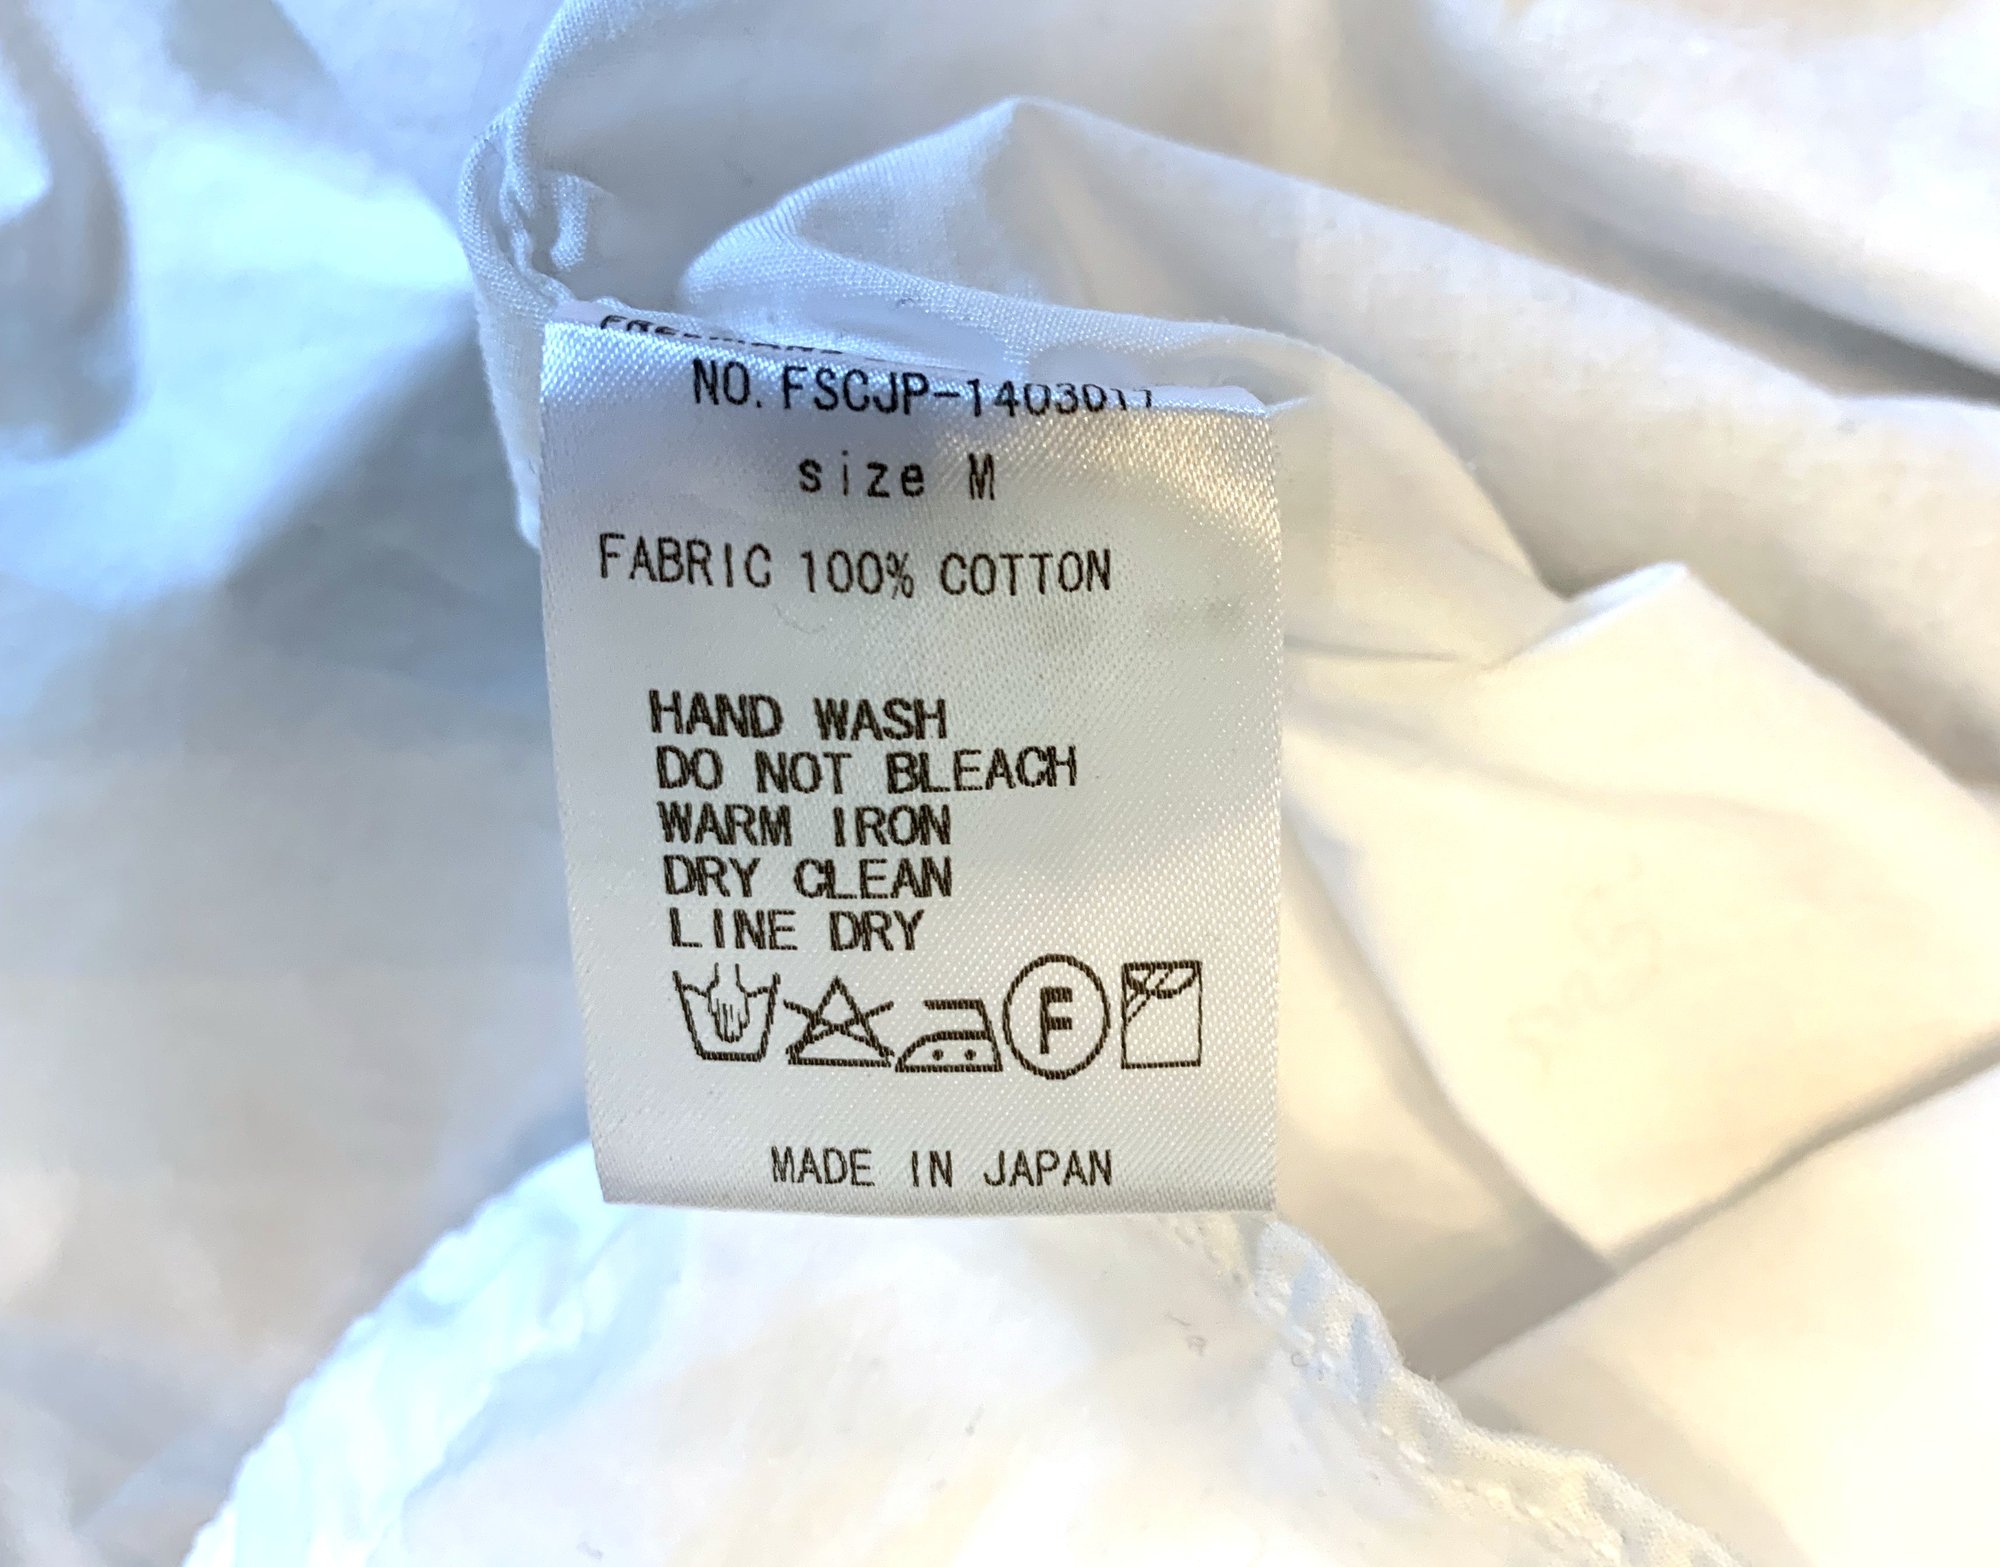 NO. FSCJP-1403011
size M
FABRIC 100% COTTON
HAND WASH
DO NOT BLEACH
WARM IRON
DRY CLEAN
LINE DRY
F
MADE IN JAPAN